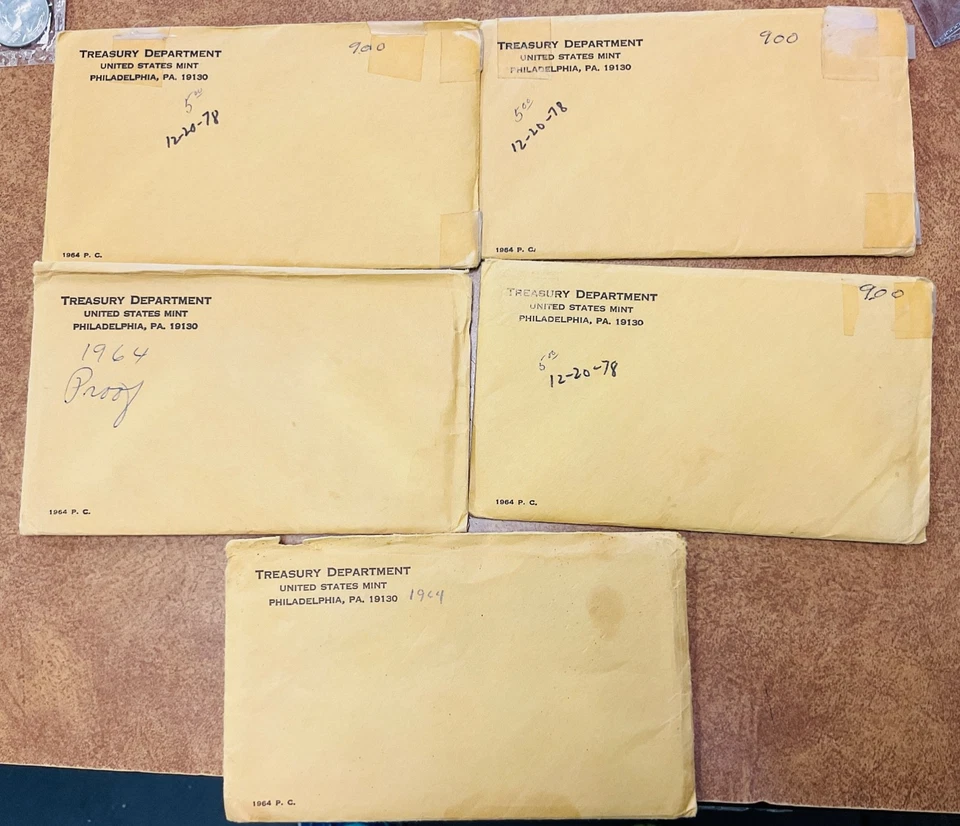 TREASURY DEPARTMENT
UNITED STATES MINT
PHILADELPHIA, PA. 19130
900
5 00
12-20-78
1964 P. C.
TREASURY DEPARTMENT
UNITED STATES MINT
PHILADELPHIA, PA. 19130
900
5 00
12-20-78
1964 P. C.
TREASURY DEPARTMENT
UNITED STATES MINT
PHILADELPHIA, PA. 19130
1964
Proof
1964 P. C.
TREASURY DEPARTMENT
UNITED STATES MINT
PHILADELPHIA, PA. 19130
900
5 00
12-20-78
1964 P. C.
TREASURY DEPARTMENT
UNITED STATES MINT
PHILADELPHIA, PA. 19130 1964
1964 P. C.